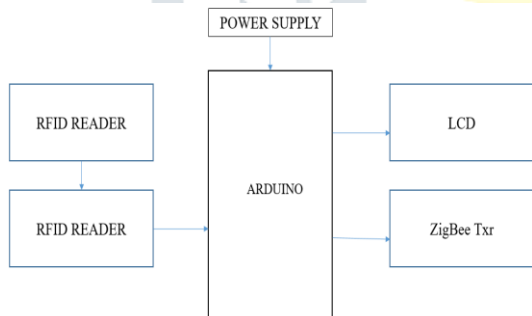 POWER SUPPLY
RFID READER
LCD
ARDUINO
RFID READER
ZigBee Txr